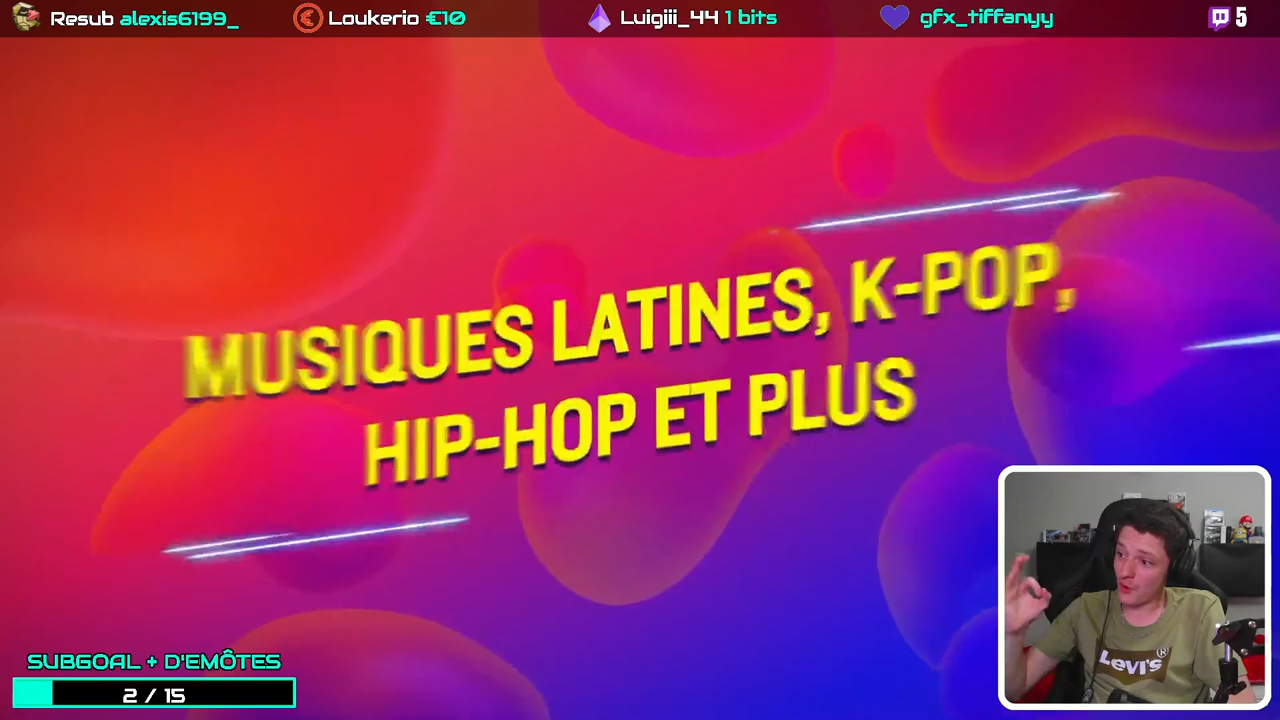 Resub alexis6199_
Loukerio €10
Luigiii_44 1 bits
gfx_tiffanyy
5
MUSIQUES LATINES, K-POP,
HIP-HOP ET PLUS
SUBGOAL + D'EMÔTES
2 / 15
Levi's®